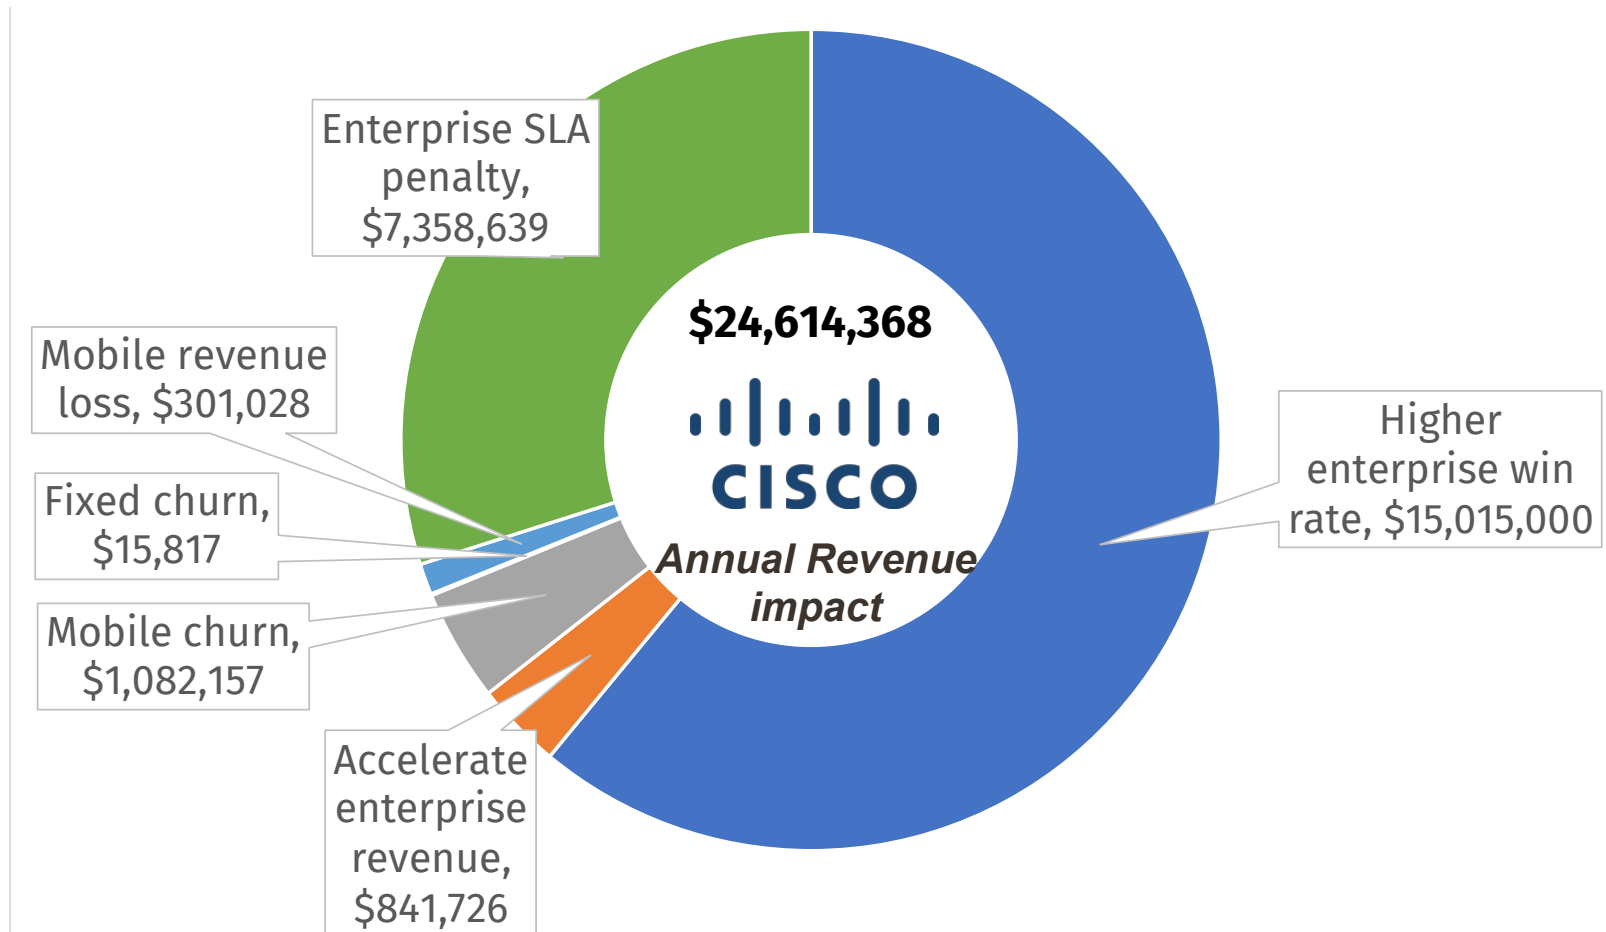 Enterprise SLA
penalty,
$7,358,639
Mobile revenue
loss, $301,028
Fixed churn,
$15,817
Mobile churn,
$1,082,157
Accelerate
enterprise
revenue,
$841,726
$24,614,368
CISCO
Annual Revenue
impact
Higher
enterprise win
rate, $15,015,000